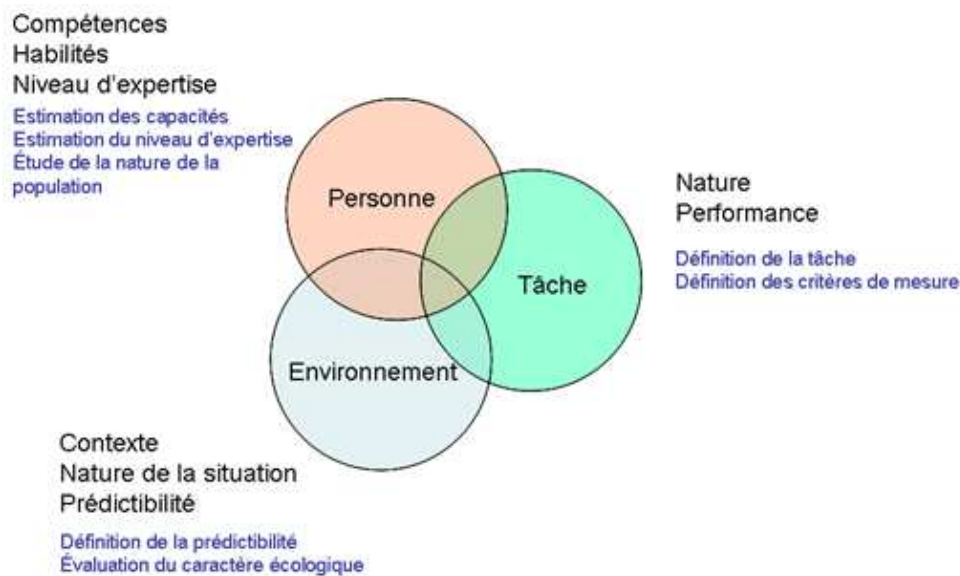 Compétences
Habilités
Niveau d'expertise
Estimation des capacités
Estimation du niveau d'expertise
Étude de la nature de la
population
Personne
Nature
Performance
Définition de la tâche
Définition des critères de mesure
Tâche
Environnement
Contexte
Nature de la situation
Prédictibilité
Définition de la prédictibilité
Évaluation du caractère écologique